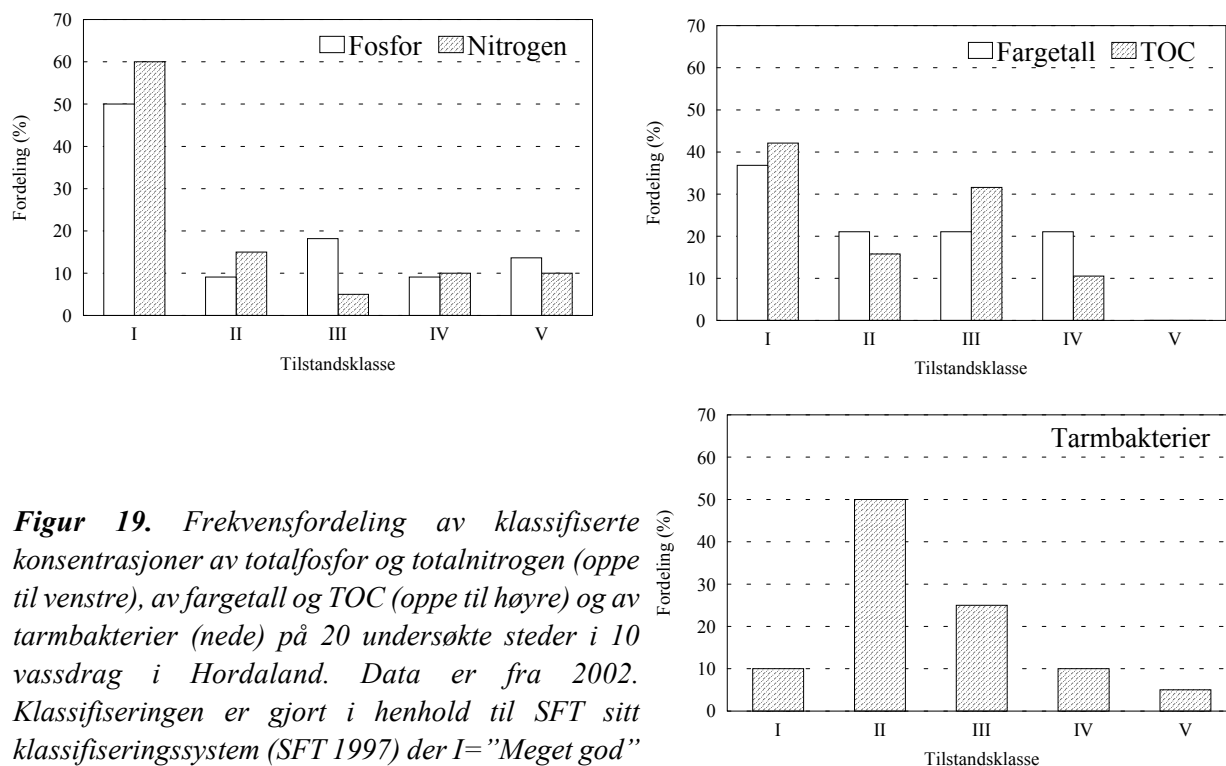 70
60
50
40
30
20
10
0
Fordeling (%)
Fosfor Nitrogen
I II III IV V
Tilstandsklasse
70
60
50
40
30
20
10
0
Fordeling (%)
Fargetall TOC
I II III IV V
Tilstandsklasse
Figur 19. Frekvensfordeling av klassifiserte
konsentrasjoner av totalfosfor og totalnitrogen (oppe
til venstre), av fargetall og TOC (oppe til høyre) og av
tarmbakterier (nede) på 20 undersøkte steder i 10
vassdrag i Hordaland. Data er fra 2002.
Klassifiseringen er gjort i henhold til SFT sitt
klassifiseringssystem (SFT 1997) der I=”Meget god”
70
60
50
40
30
20
10
0
Fordeling (%)
Tarmbakterier
I II III IV V
Tilstandsklasse